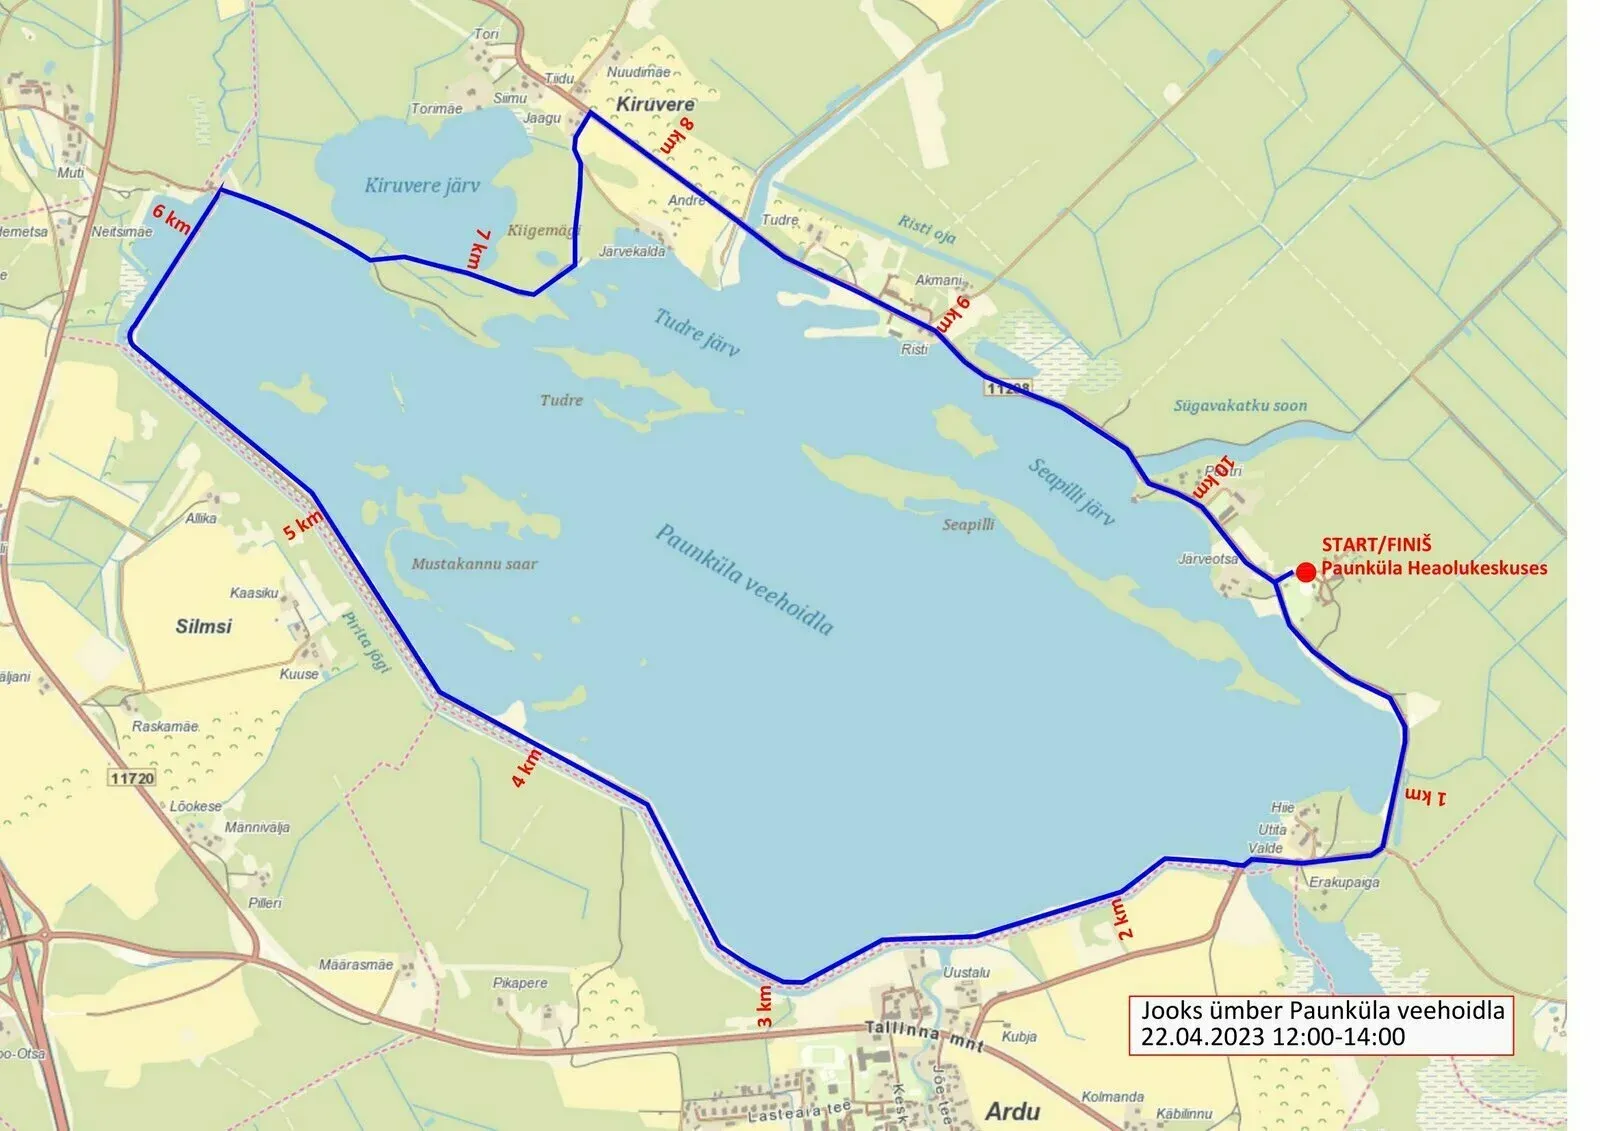 Tori
Tiidu
Nuudimäe
Siimu
Torimäe
Kiruvere
Jaagu
8 km
Muti
Kiruvere järv
Andre
6 km
Neitsimäe
Kiigemägi
7 km
Tudre
Risti oja
Järvekalda
Akmani
9 km
Tudre järv
Risti
11298
Tudre
Sügavakatku soon
Seapilli järv
10 km
Allika
5 km
Seapilli
Paunküla veehoidla
START/FINIŠ
Paunküla Heaolukeskuses
Järveotsa
Mustakannu saar
Kaasiku
Silmsi
Pirita jõgi
Kuuse
Raskamäe
4 km
11720
1 km
Lõokese
Hiie
Männivälja
Utita
Valde
Erakupaiga
Pilleri
2 km
Määrasmäe
Uustalu
Pikapere
3 km
Jooks ümber Paunküla veehoidla
22.04.2023 12:00-14:00
Tallinna mnt
Kubja
Kesk
Jõe tee
Lasteaia tee
Ardu
Kolmanda
Käbilinnu